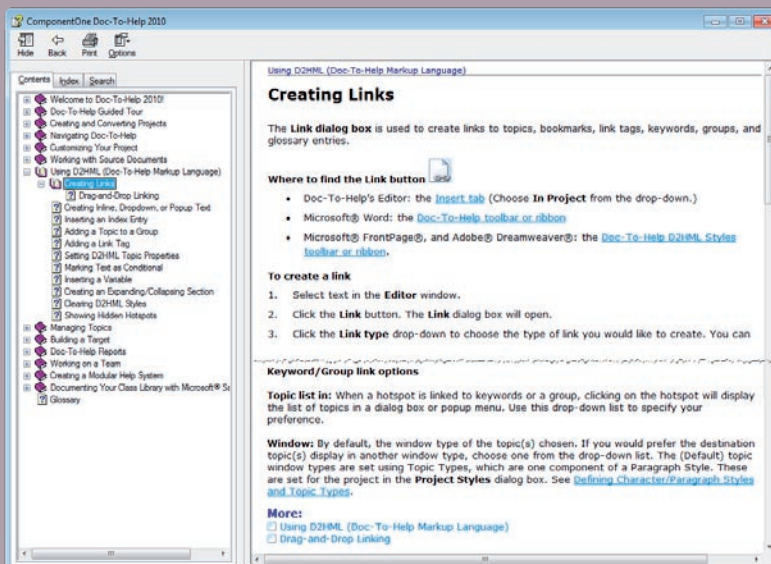 ComponentOne Doc-To-Help 2010
Hide Back Print Options
Contents Index Search
Welcome to Doc-To-Help 2010!
Doc-To-Help Guided Tour
Creating and Converting Projects
Navigating Doc-To-Help
Customizing Your Project
Working with Source Documents
Using D2HML (Doc-To-Help Markup Language)
Creating Links
Drag-and-Drop Linking
Creating Inline, Dropdown, or Popup Text
Inserting an Index Entry
Adding a Topic to a Group
Adding a Link Tag
Setting D2HML Topic Properties
Marking Text as Conditional
Inserting a Variable
Creating an Expanding/Collapsing Section
Clearing D2HML Styles
Showing Hidden Hotspots
Managing Topics
Building a Target
Doc-To-Help Reports
Working on a Team
Creating a Modular Help System
Documenting Your Class Library with Microsoft® Sa
Glossary
Using D2HML (Doc-To-Help Markup Language)
Creating Links
The Link dialog box is used to create links to topics, bookmarks, link tags, keywords, groups, and
glossary entries.
Where to find the Link button
• Doc-To-Help's Editor: the Insert tab (Choose In Project from the drop-down.)
• Microsoft® Word: the Doc-To-Help toolbar or ribbon
• Microsoft® FrontPage®, and Adobe® Dreamweaver®: the Doc-To-Help D2HML Styles
toolbar or ribbon.
To create a link
1. Select text in the Editor window.
2. Click the Link button. The Link dialog box will open.
3. Click the Link type drop-down to choose the type of link you would like to create. You can
Keyword/Group link options
Topic list in: When a hotspot is linked to keywords or a group, clicking on the hotspot will display
the list of topics in a dialog box or popup menu. Use this drop-down list to specify your
preference.
Window: By default, the window type of the topic(s) chosen. If you would prefer the destination
topic(s) display in another window type, choose one from the drop-down list. The (Default) topic
window types are set using Topic Types, which are one component of a Paragraph Style. These
are set for the project in the Project Styles dialog box. See Defining Character/Paragraph Styles
and Topic Types.
More:
Using D2HML (Doc-To-Help Markup Language)
Drag-and-Drop Linking